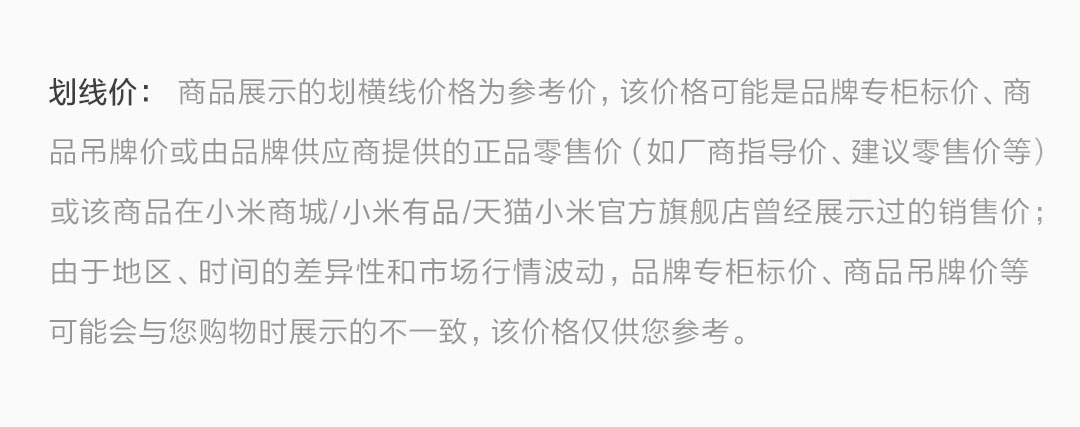 划线价： 商品展示的划横线价格为参考价，该价格可能是品牌专柜标价、商
品吊牌价或由品牌供应商提供的正品零售价（如厂商指导价、建议零售价等）
或该商品在小米商城/小米有品/天猫小米官方旗舰店曾经展示过的销售价；
由于地区、时间的差异性和市场行情波动，品牌专柜标价、商品吊牌价等
可能会与您购物时展示的不一致，该价格仅供您参考。